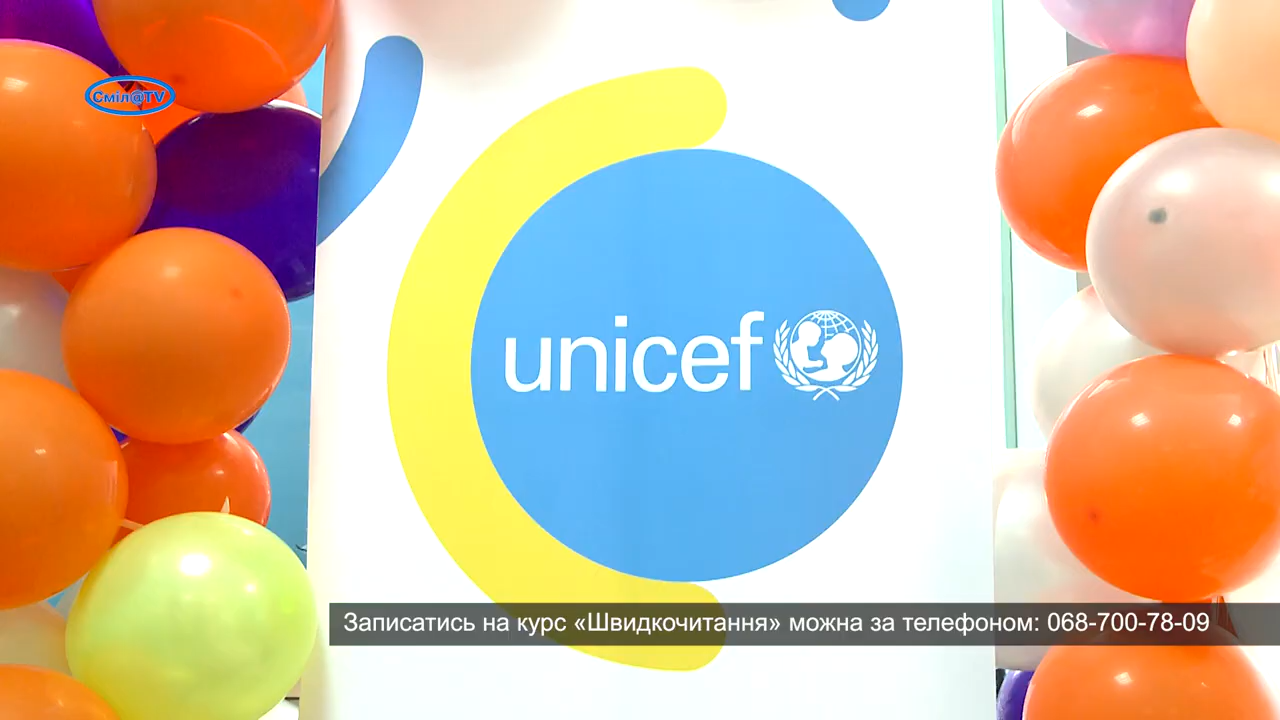 Сміл@TV
unicef
Записатись на курс «Швидкочитання» можна за телефоном: 068-700-78-09